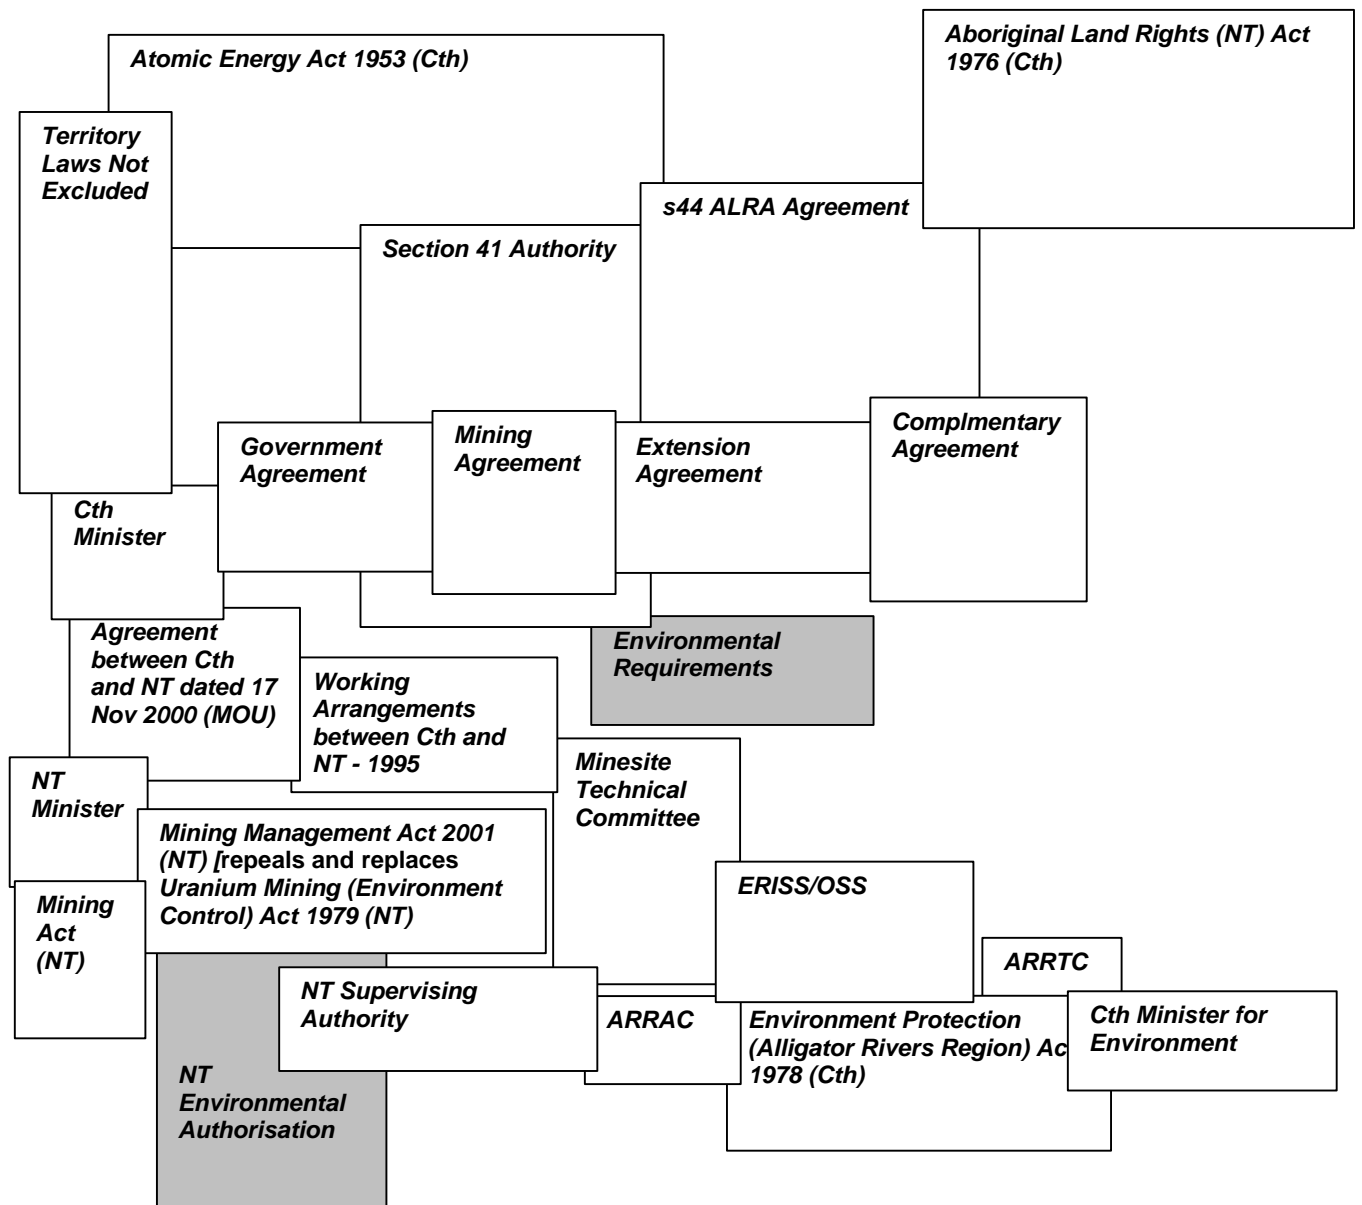 Atomic Energy Act 1953 (Cth)
Aboriginal Land Rights (NT) Act
1976 (Cth)
Territory
Laws Not
Excluded
s44 ALRA Agreement
Section 41 Authority
Government
Agreement
Mining
Agreement
Extension
Agreement
Complmentary
Agreement
Cth
Minister
Agreement
between Cth
and NT dated 17
Nov 2000 (MOU)
Working
Arrangements
between Cth and
NT - 1995
Environmental
Requirements
Minesite
Technical
Committee
NT
Minister
Mining Management Act 2001
(NT) [repeals and replaces
Uranium Mining (Environment
Control) Act 1979 (NT)
Mining
Act
(NT)
ERISS/OSS
ARRTC
NT Supervising
Authority
ARRAC
Environment Protection
(Alligator Rivers Region) Ac
1978 (Cth)
Cth Minister for
Environment
NT
Environmental
Authorisation